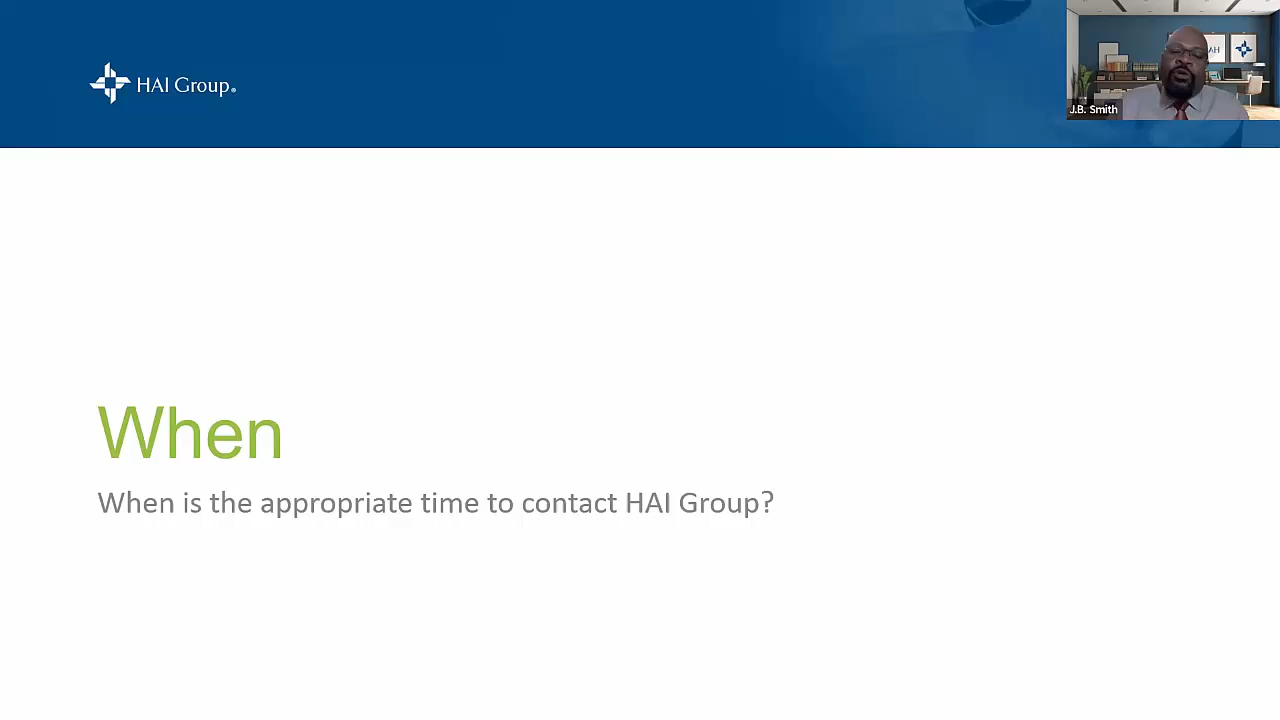 HAI Group®
J.B. Smith
When
When is the appropriate time to contact HAI Group?